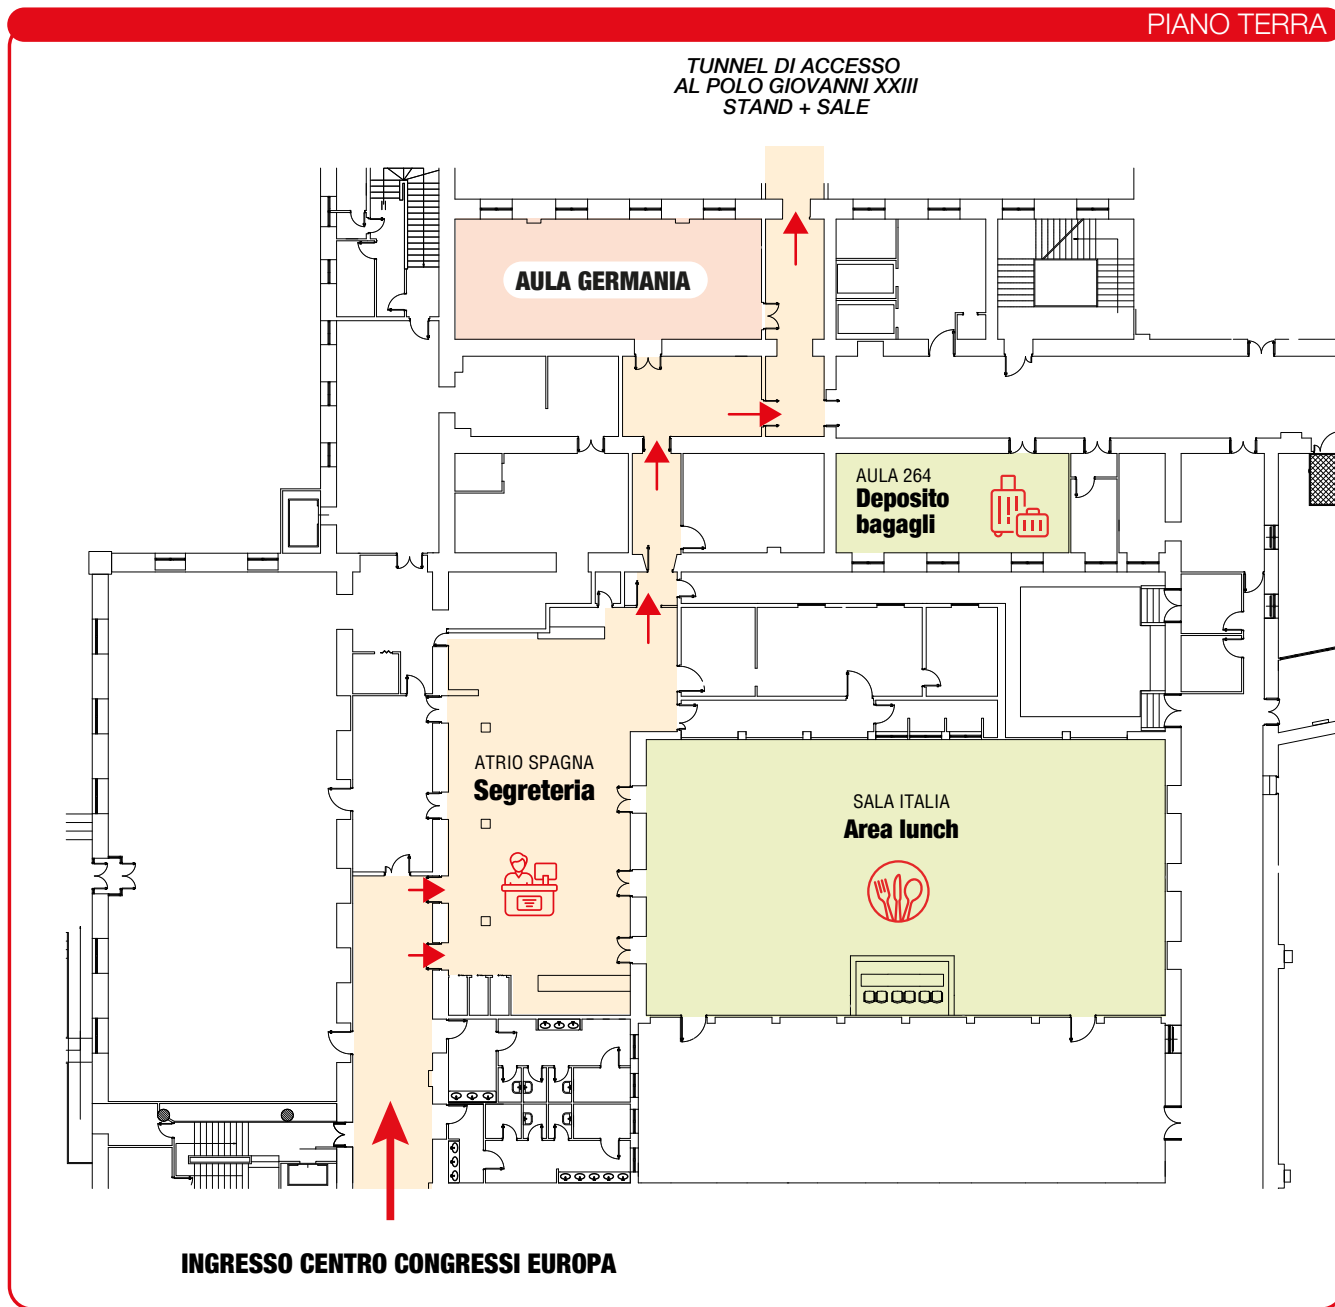 PIANO TERRA
TUNNEL DI ACCESSO
AL POLO GIOVANNI XXIII
STAND + SALE
AULA GERMANIA
AULA 264
Deposito
bagagli
ATRIO SPAGNA
Segreteria
SALA ITALIA
Area lunch
INGRESSO CENTRO CONGRESSI EUROPA